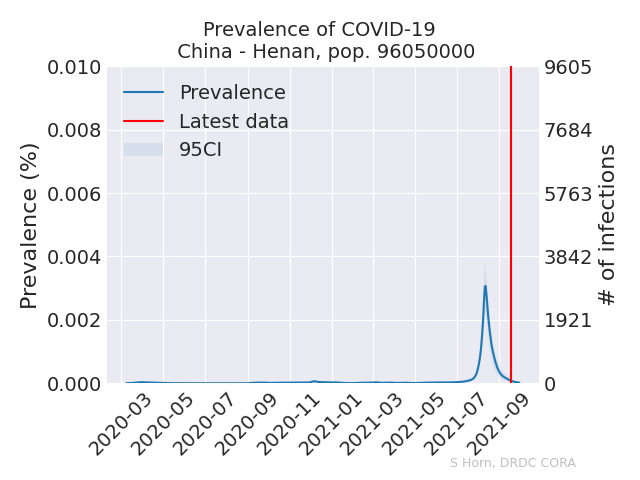 Prevalence of COVID-19
China - Henan, pop. 96050000
Prevalence
Latest data
95CI
Prevalence (%)
0.010
0.008
0.006
0.004
0.002
0.000
9605
7684
5763
3842
1921
0
# of infections
2020-03
2020-05
2020-07
2020-09
2020-11
2021-01
2021-03
2021-05
2021-07
2021-09
S Horn, DRDC CORA